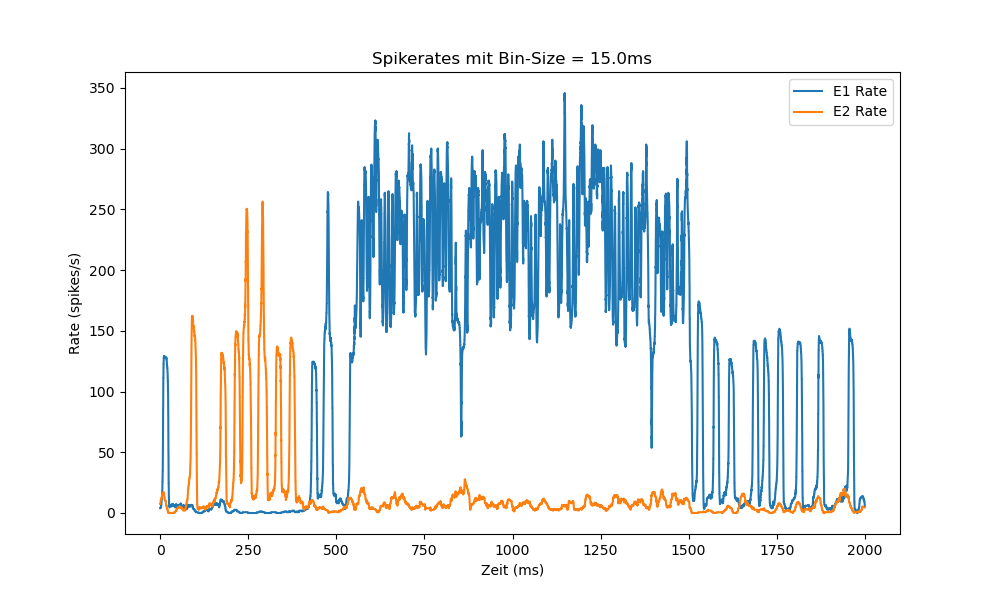 Spikerates mit Bin-Size = 15.0ms
E1 Rate
E2 Rate
350
300
250
200
150
100
50
0
Rate (spikes/s)
0 250 500 750 1000 1250 1500 1750 2000
Zeit (ms)